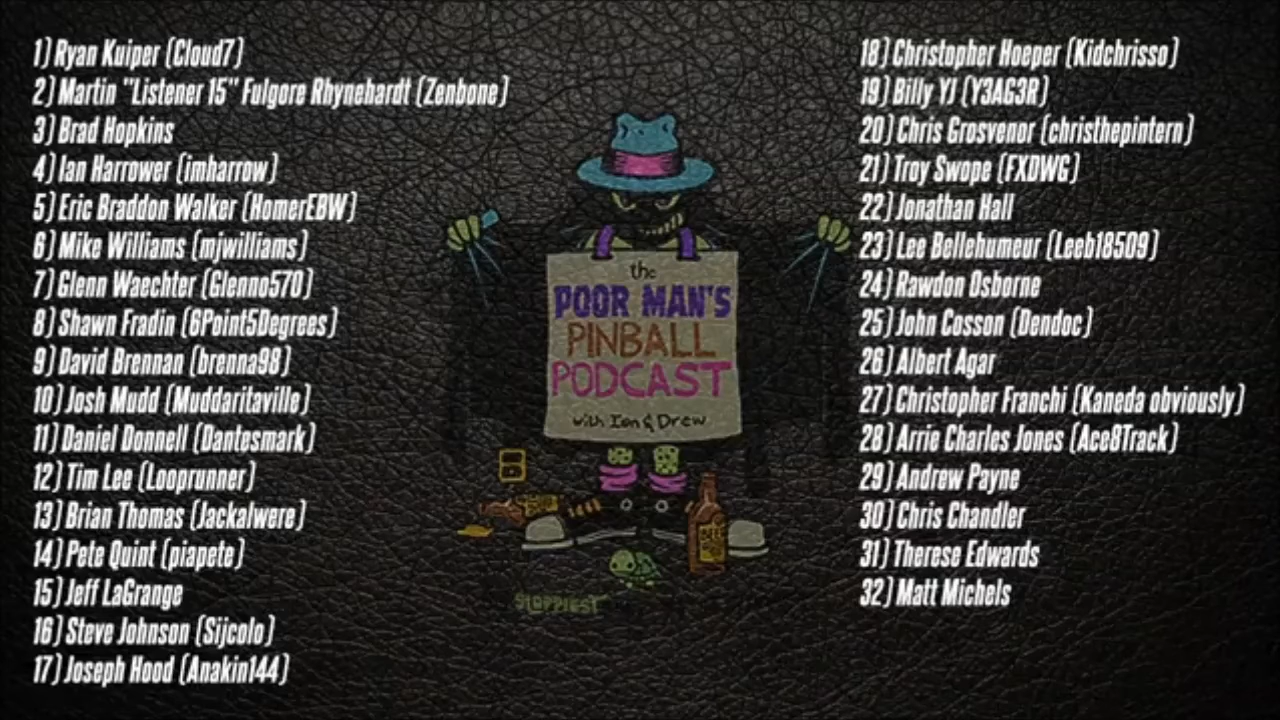 1) Ryan Kuiper (Cloud7)
2) Martin "Listener 15" Fulgore Rhynehardt (Zenbone)
3) Brad Hopkins
4) Ian Harrower (imharrow)
5) Eric Braddon Walker (HomerEBW)
6) Mike Williams (mjwilliams)
7) Glenn Waechter (Glenno570)
8) Shawn Fradin (6Point5Degrees)
9) David Brennan (brenna98)
10) Josh Mudd (Muddaritaville)
11) Daniel Donnell (Dantesmark)
12) Tim Lee (Looprunner)
13) Brian Thomas (Jackalwere)
14) Pete Quint (piapete)
15) Jeff LaGrange
16) Steve Johnson (Sijcolo)
17) Joseph Hood (Anakin144)
the
POOR MAN'S
PINBALL
PODCAST
with Ian & Drew
SLOPPIEST
18) Christopher Hoeper (Kidchrisso)
19) Billy YJ (Y3AG3R)
20) Chris Grosvenor (christhepintern)
21) Troy Swope (FXDWG)
22) Jonathan Hall
23) Lee Bellehumeur (Leeb18509)
24) Rawdon Osborne
25) John Cosson (Dendoc)
26) Albert Agar
27) Christopher Franchi (Kaneda obviously)
28) Arrie Charles Jones (Ace8Track)
29) Andrew Payne
30) Chris Chandler
31) Therese Edwards
32) Matt Michels